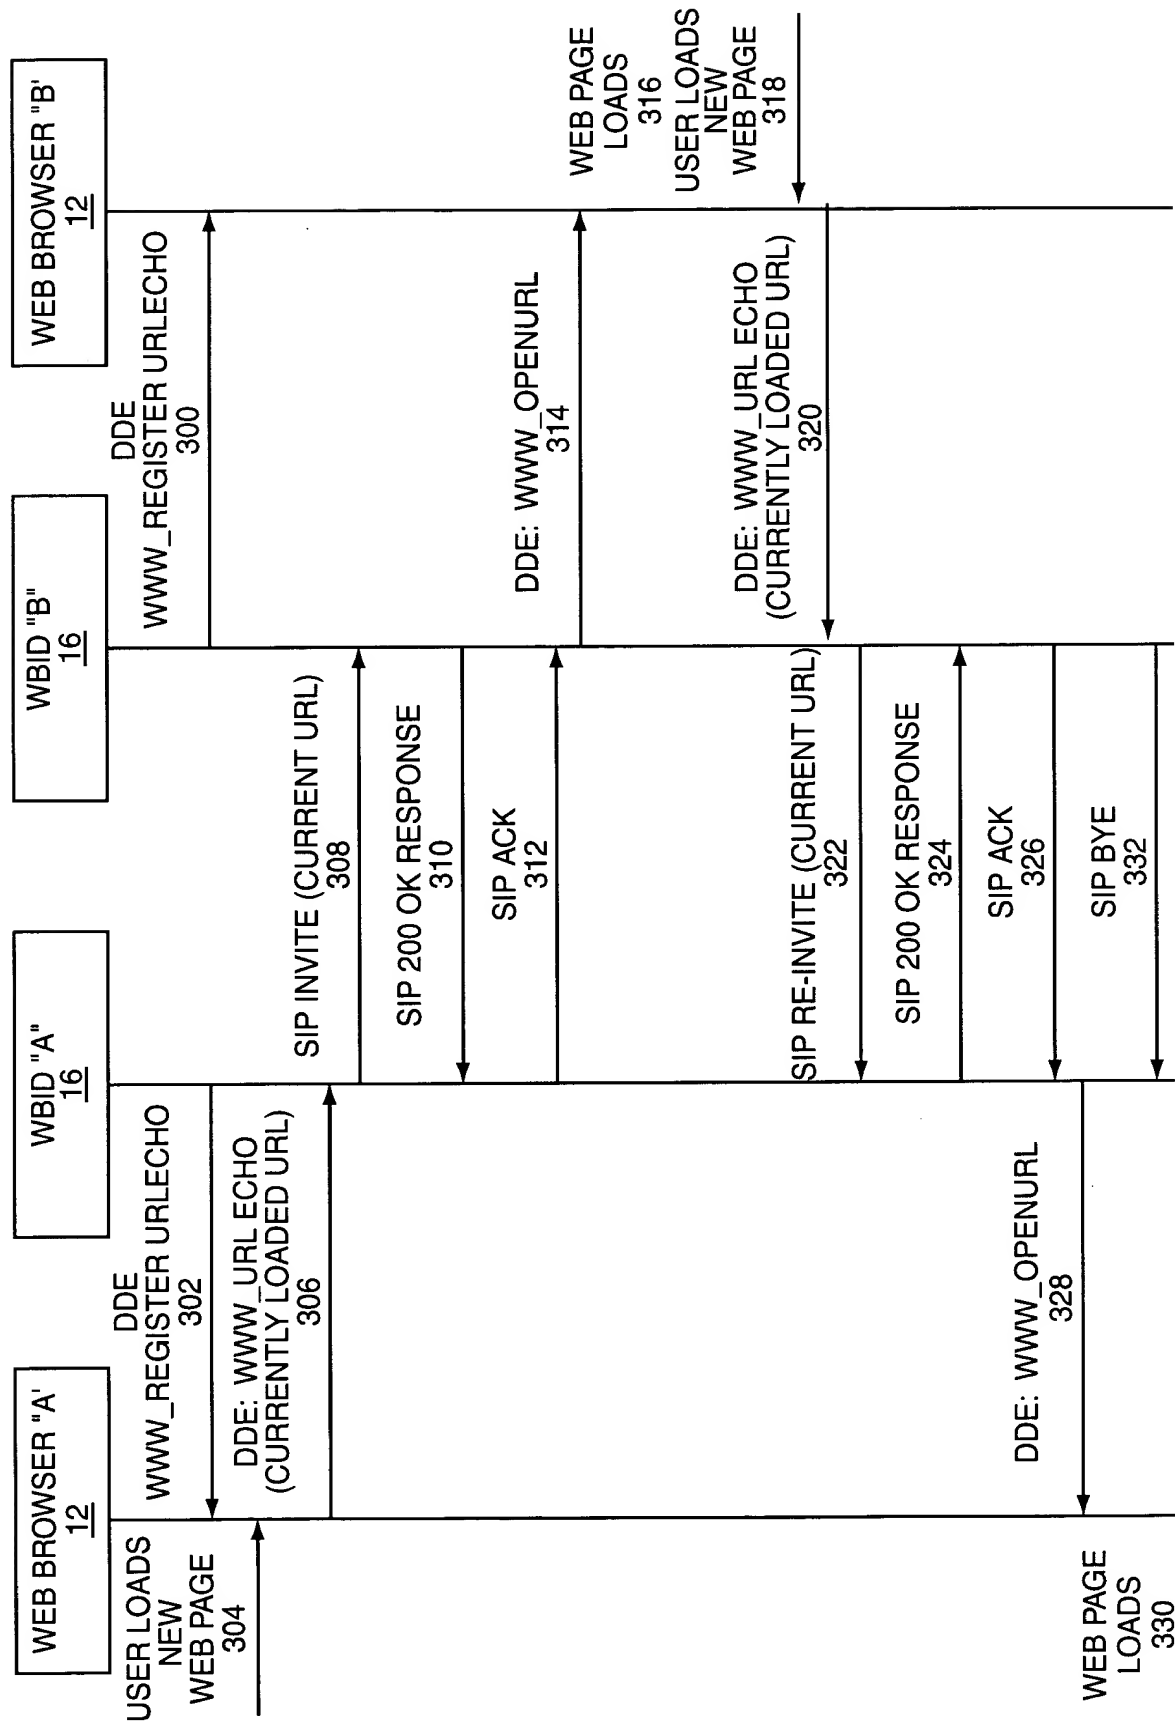 WEB BROWSER "A'
12
WBID "A"
16
WBID "B"
16
WEB BROWSER "B'
12
USER LOADS
NEW
WEB PAGE
304
DDE
WWW_REGISTER URLECHO
302
DDE
WWW_REGISTER URLECHO
300
DDE: WWW_URL ECHO
(CURRENTLY LOADED URL)
306
SIP INVITE (CURRENT URL)
308
SIP 200 OK RESPONSE
310
SIP ACK
312
DDE: WWW_OPENURL
314
WEB PAGE
LOADS
316
USER LOADS
NEW
WEB PAGE
318
DDE: WWW_URL ECHO
(CURRENTLY LOADED URL)
320
SIP RE-INVITE (CURRENT URL)
322
SIP 200 OK RESPONSE
324
SIP ACK
326
DDE: WWW_OPENURL
328
WEB PAGE
LOADS
330
SIP BYE
332